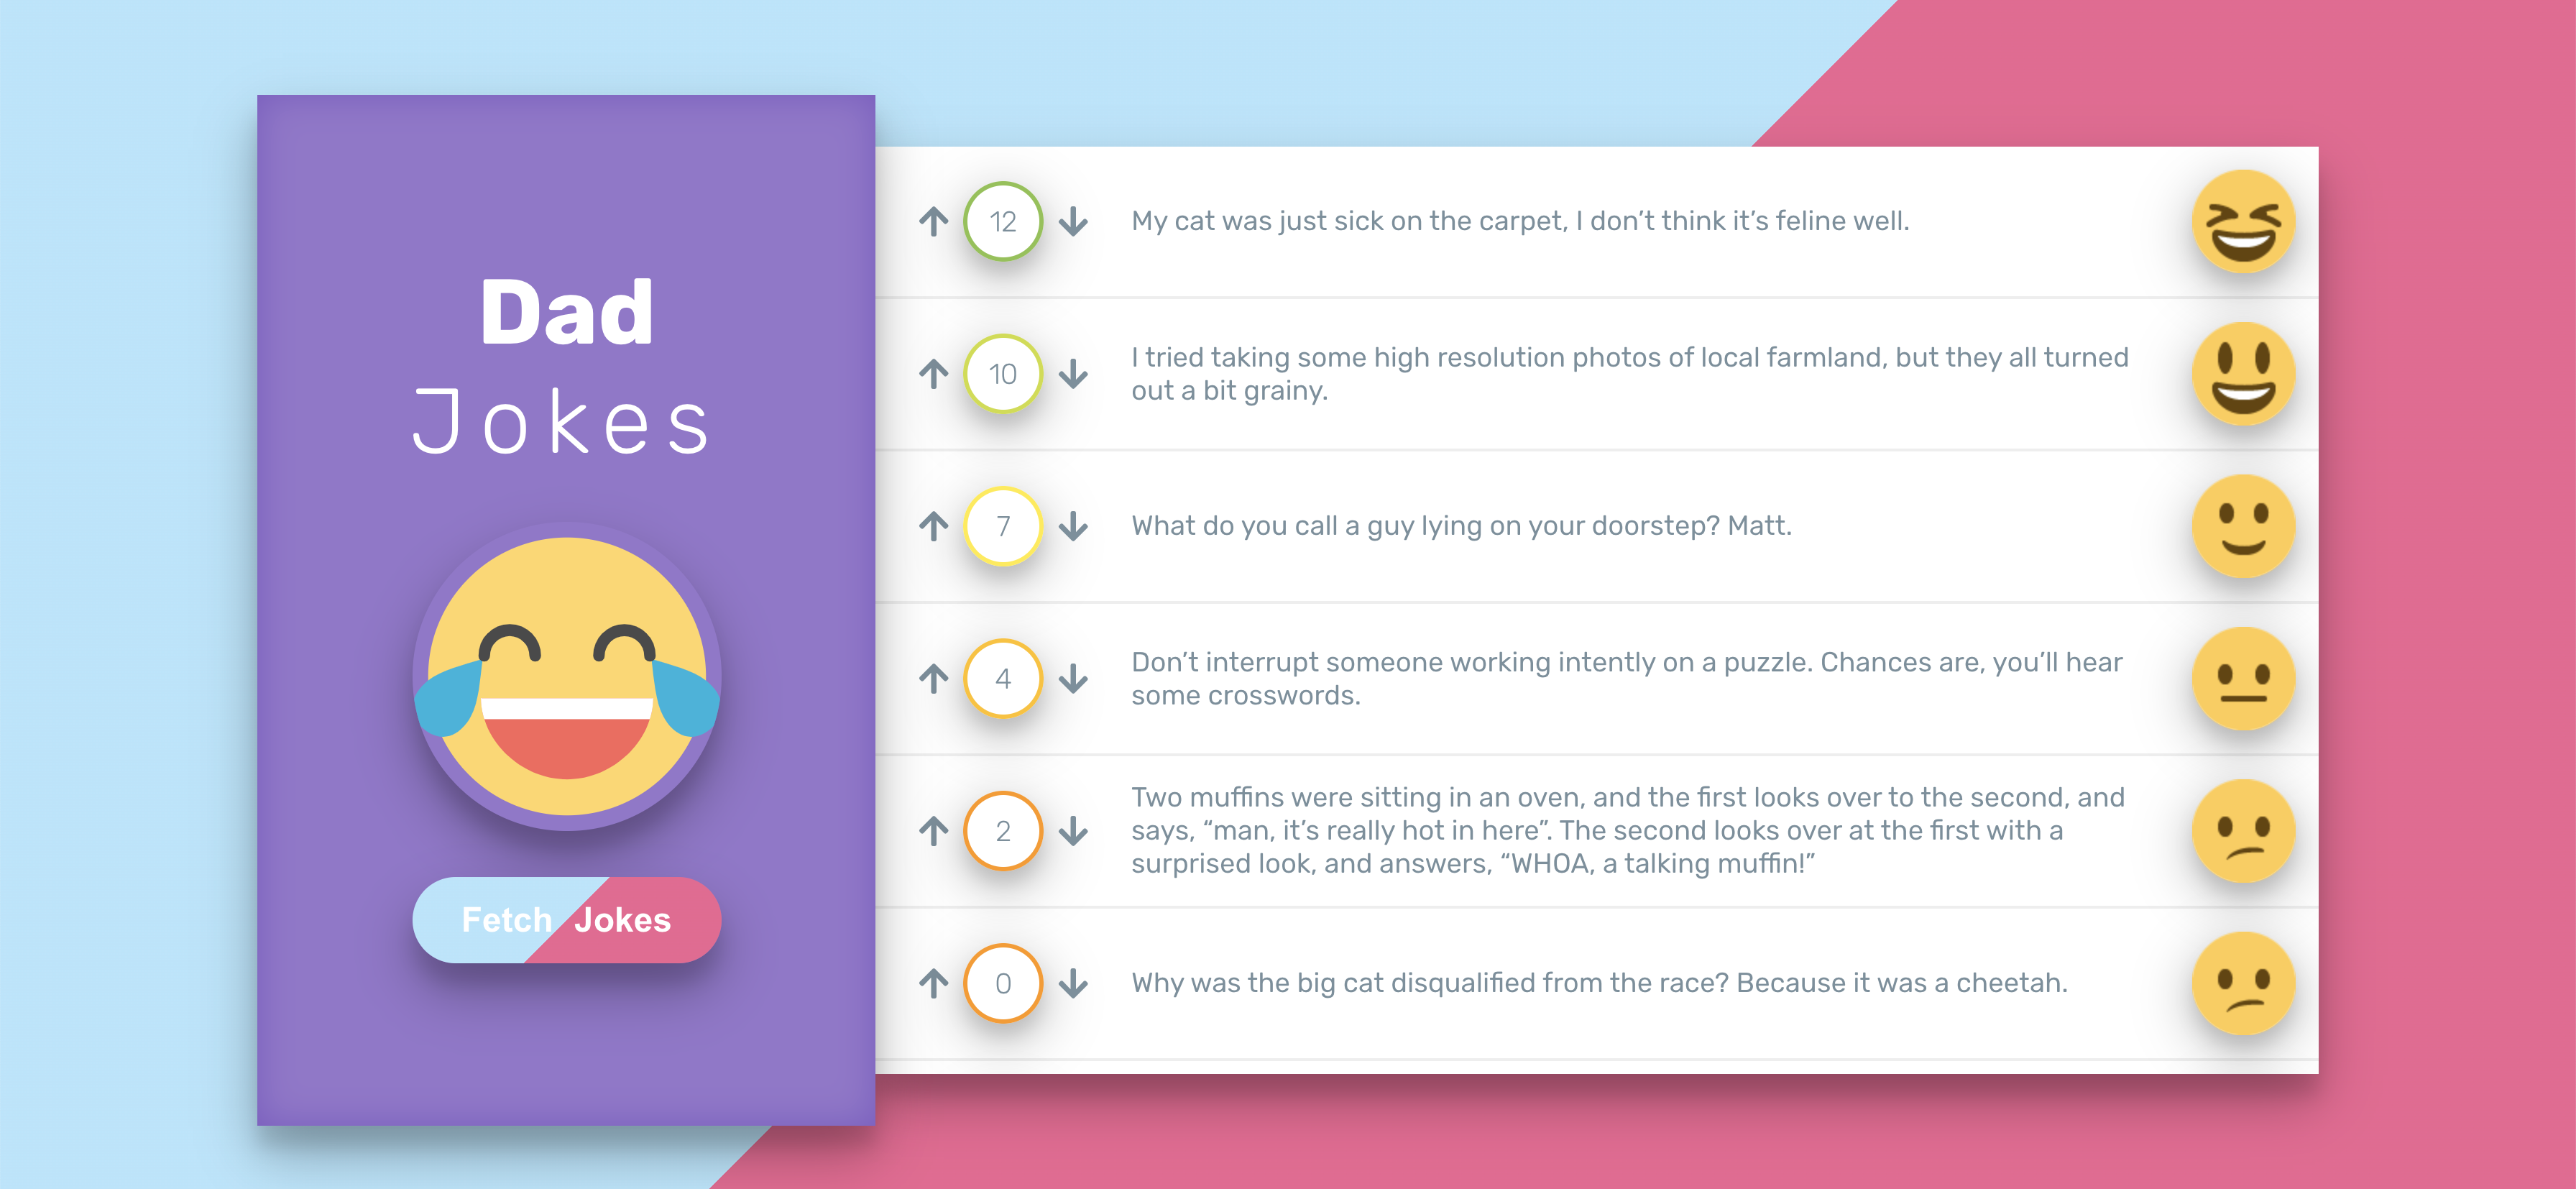 Dad
Jokes
Fetch Jokes
12
My cat was just sick on the carpet, I don’t think it’s feline well.
10
I tried taking some high resolution photos of local farmland, but they all turned
out a bit grainy.
7
What do you call a guy lying on your doorstep? Matt.
4
Don’t interrupt someone working intently on a puzzle. Chances are, you’ll hear
some crosswords.
2
Two muffins were sitting in an oven, and the first looks over to the second, and
says, “man, it’s really hot in here”. The second looks over at the first with a
surprised look, and answers, “WHOA, a talking muffin!”
0
Why was the big cat disqualified from the race? Because it was a cheetah.